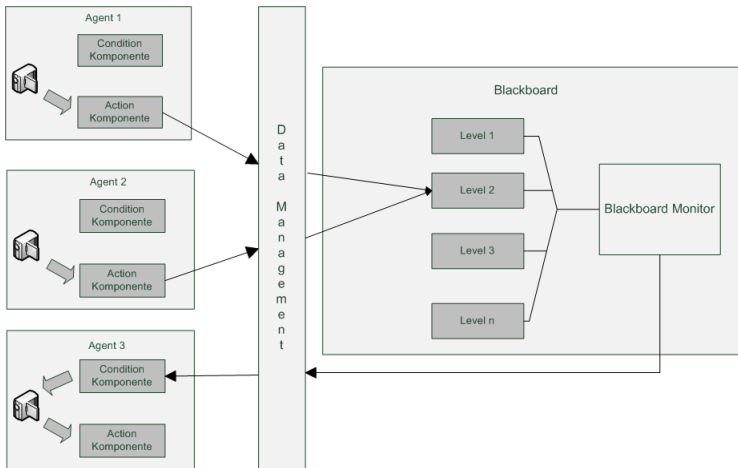 Agent 1
Condition
Komponente
Action
Komponente
Agent 2
Condition
Komponente
Action
Komponente
Agent 3
Condition
Komponente
Action
Komponente
D
a
t
a
M
a
n
a
g
e
m
e
n
t
Blackboard
Level 1
Level 2
Level 3
Level n
Blackboard Monitor